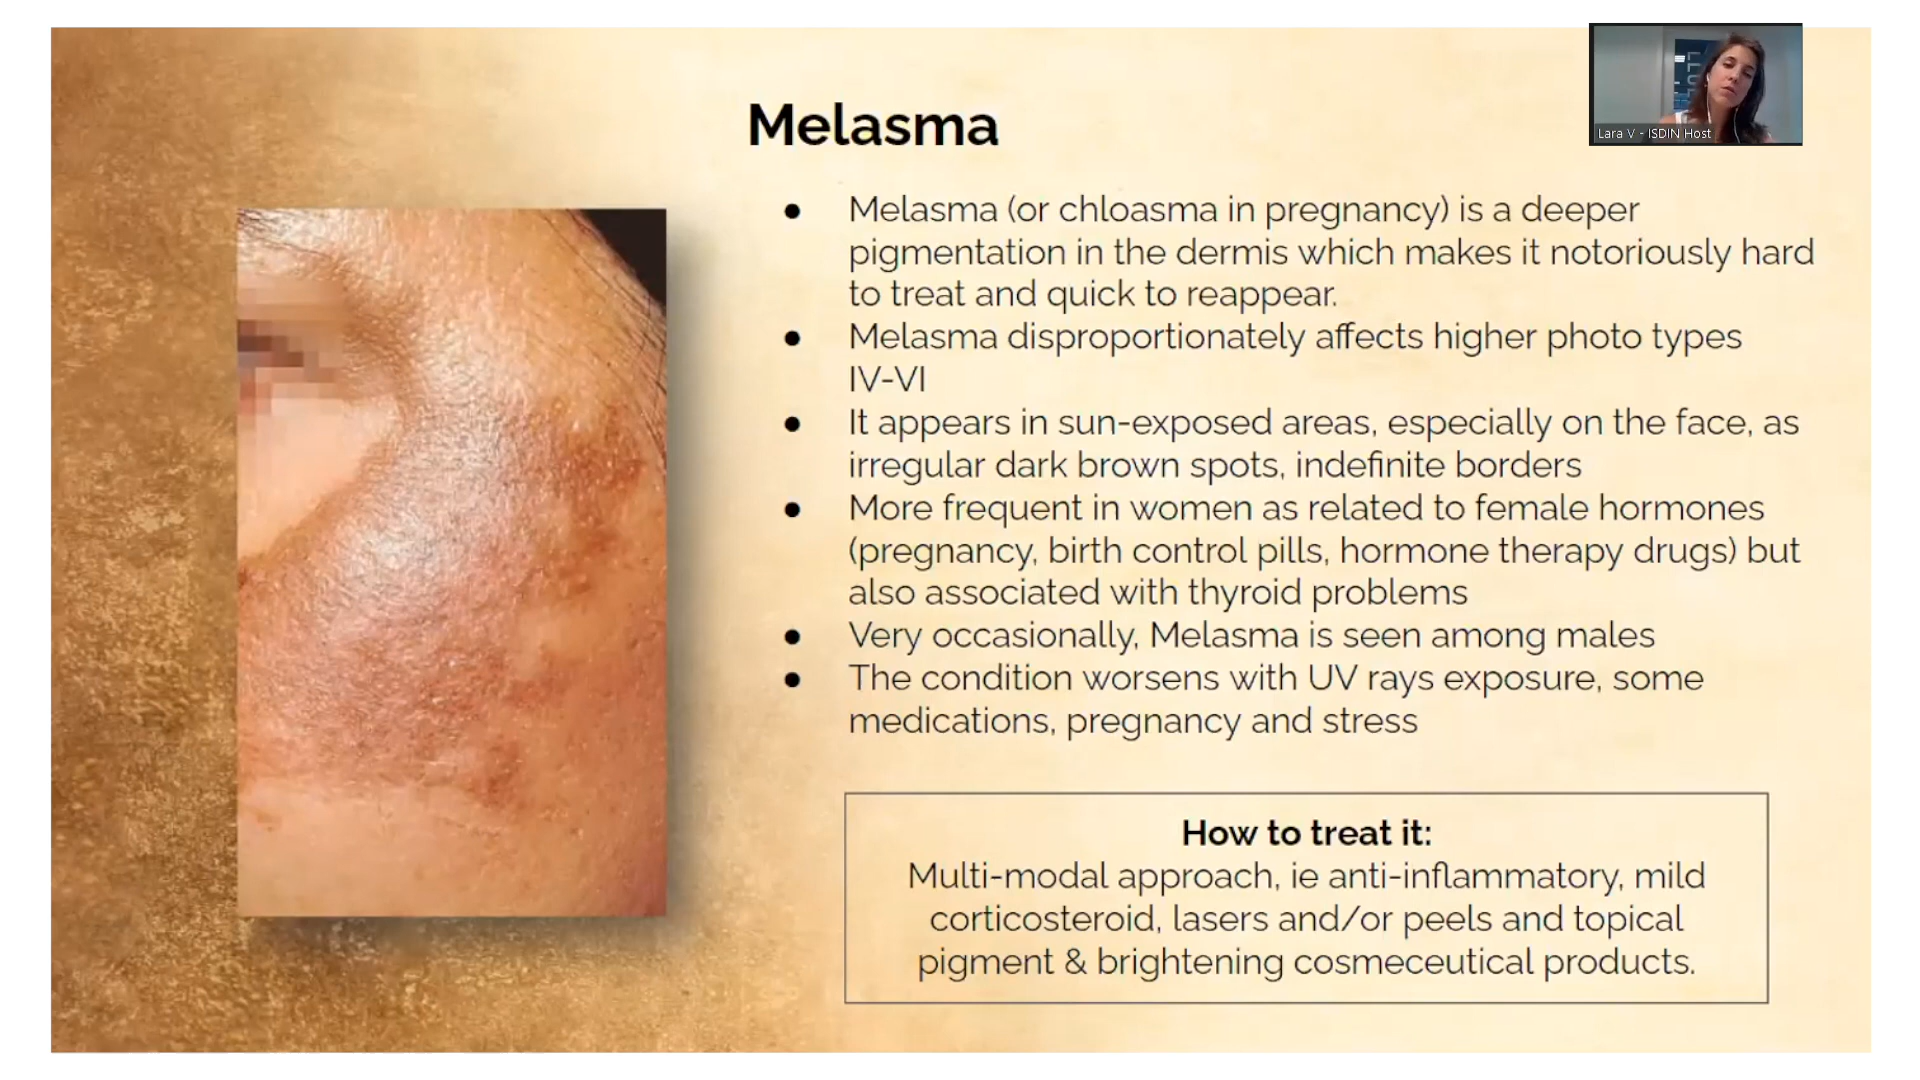 Melasma
Lara V - ISDIN Host
● Melasma (or chloasma in pregnancy) is a deeper
pigmentation in the dermis which makes it notoriously hard
to treat and quick to reappear.
● Melasma disproportionately affects higher photo types
IV-VI
● It appears in sun-exposed areas, especially on the face, as
irregular dark brown spots, indefinite borders
● More frequent in women as related to female hormones
(pregnancy, birth control pills, hormone therapy drugs) but
also associated with thyroid problems
● Very occasionally, Melasma is seen among males
● The condition worsens with UV rays exposure, some
medications, pregnancy and stress
How to treat it:
Multi-modal approach, ie anti-inflammatory, mild
corticosteroid, lasers and/or peels and topical
pigment & brightening cosmeceutical products.